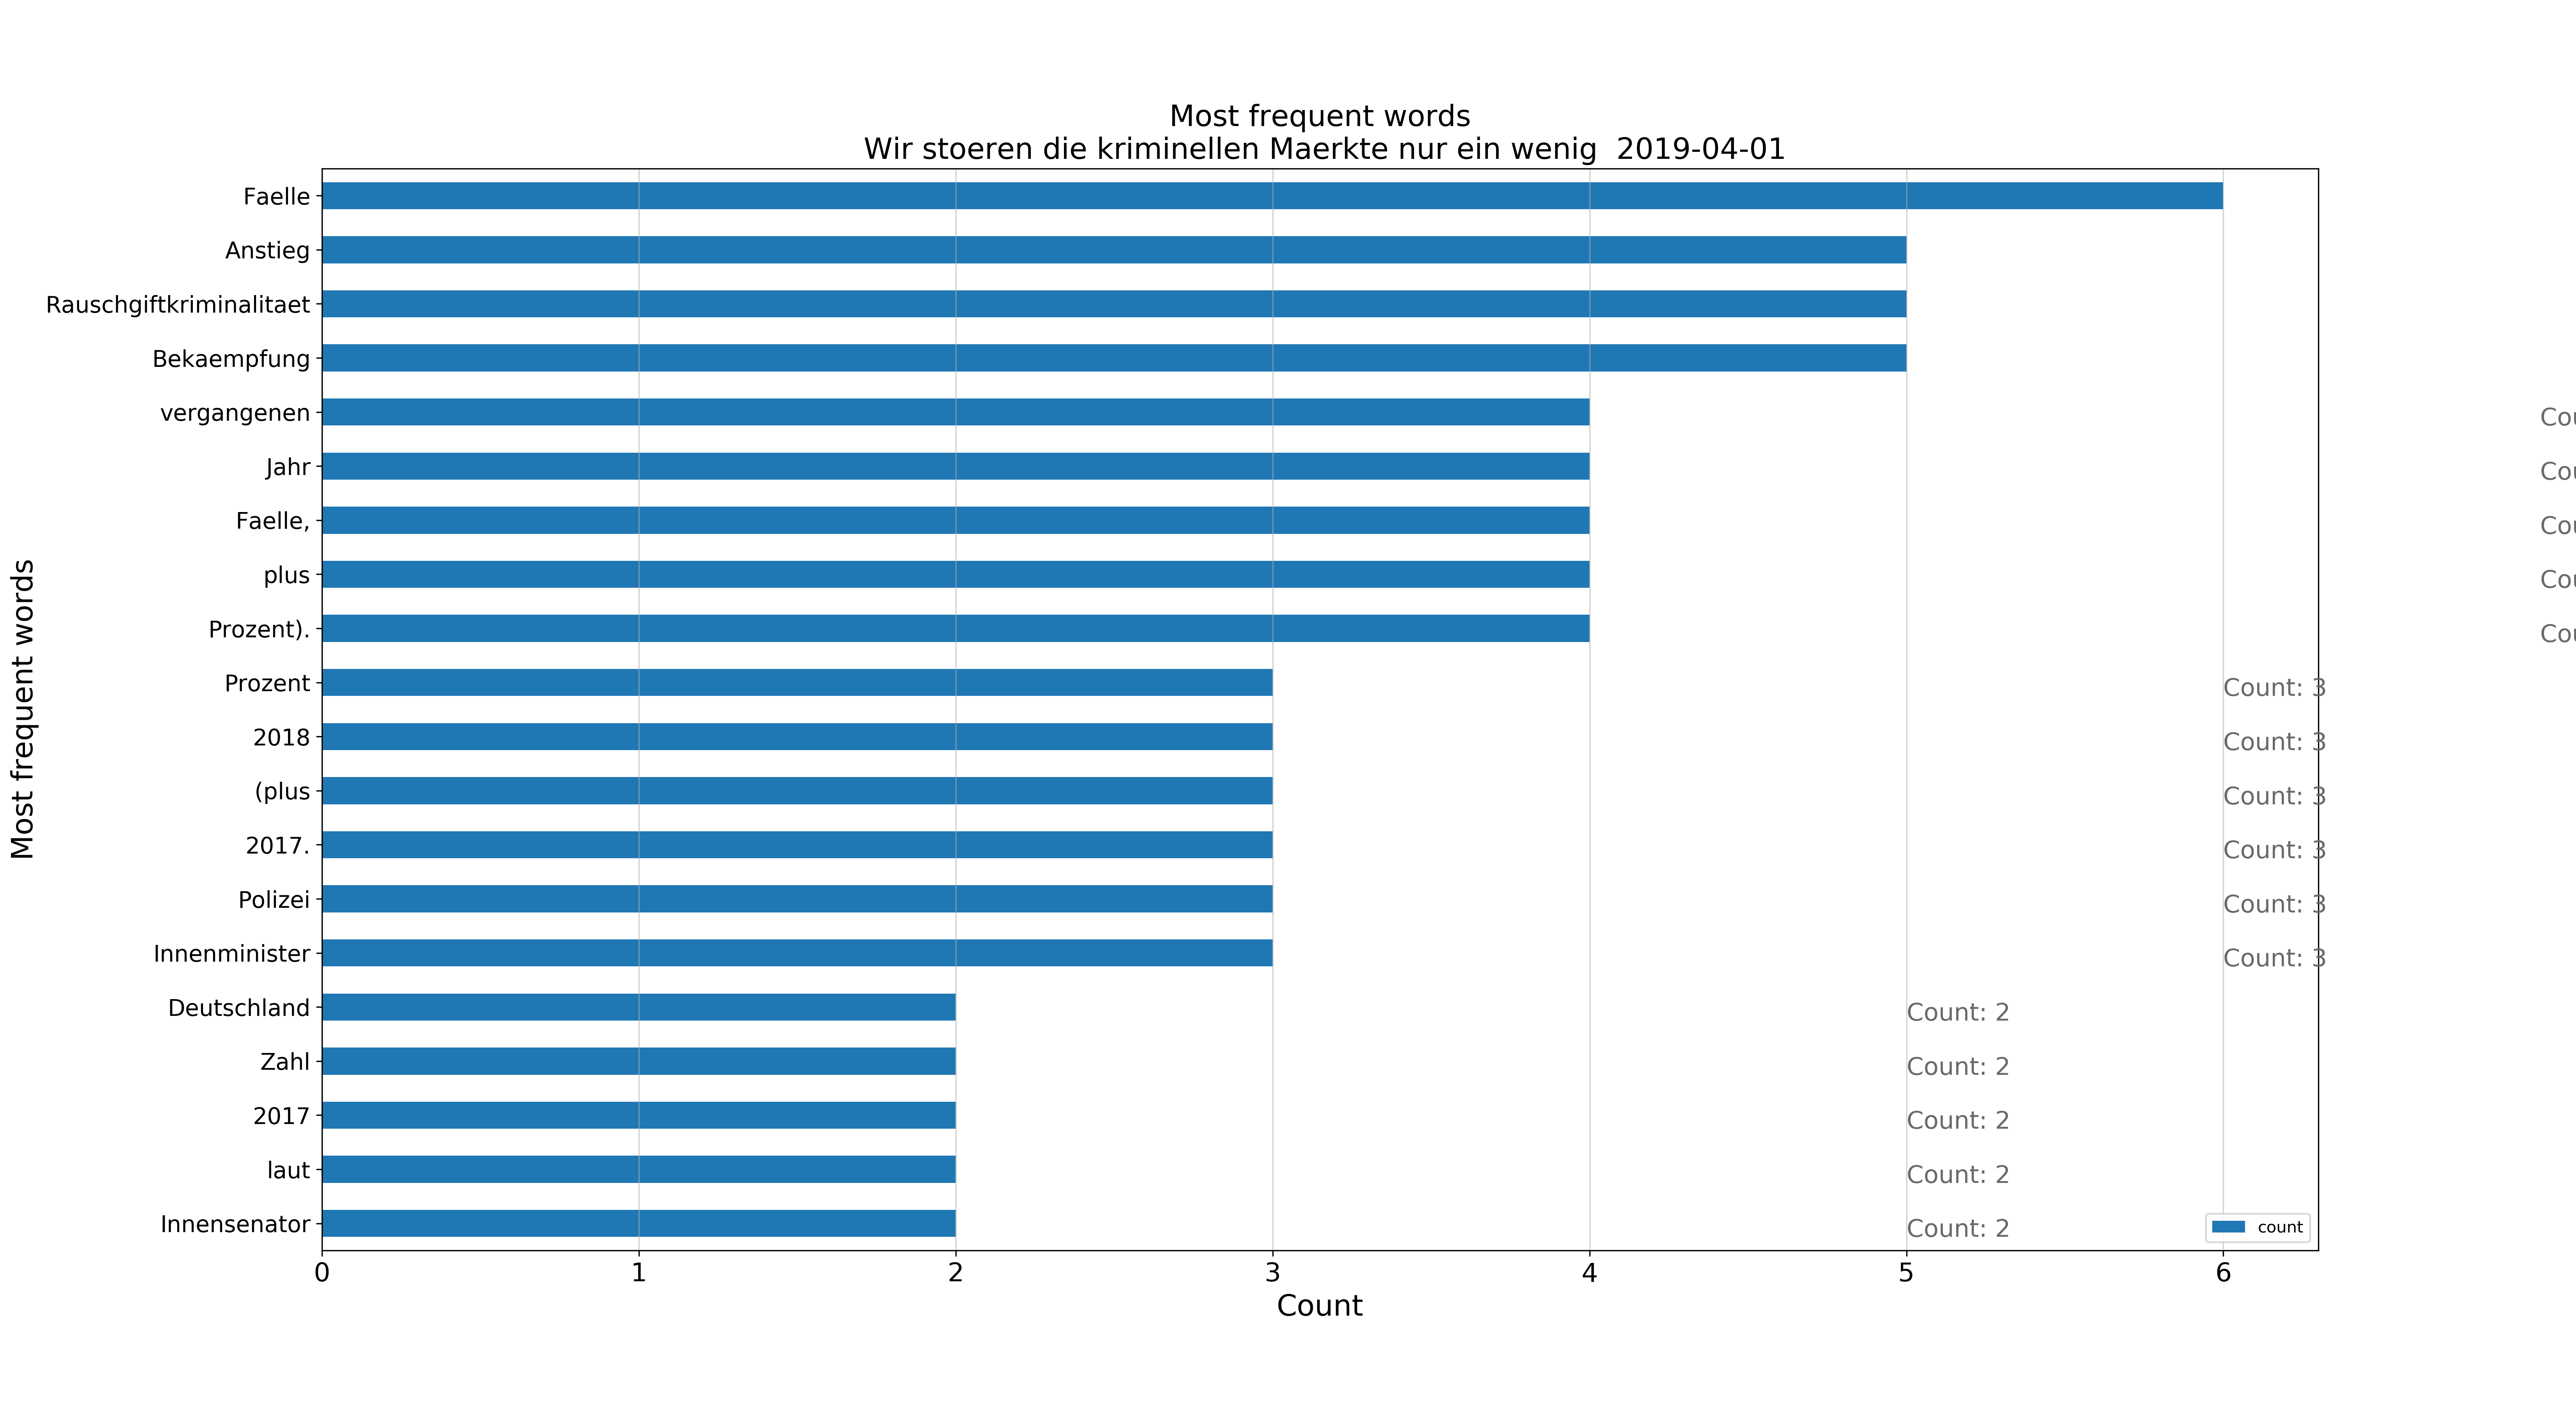 Most frequent words
Wir stoeren die kriminellen Maerkte nur ein wenig  2019-04-01
Faelle
Anstieg
Rauschgiftkriminalitaet
Bekaempfung
vergangenen
Jahr
Faelle,
plus
Prozent).
Prozent Count: 3
2018 Count: 3
(plus Count: 3
2017. Count: 3
Polizei Count: 3
Innenminister Count: 3
Deutschland Count: 2
Zahl Count: 2
2017 Count: 2
laut Count: 2
Innensenator Count: 2
count
0 1 2 3 4 5 6
Count
Most frequent words